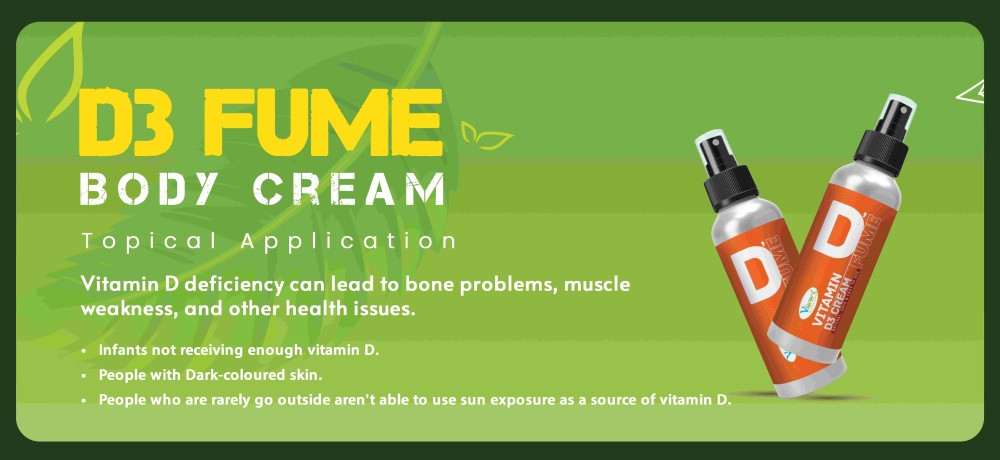 D3 FUME
BODY CREAM
Topical Application
Vitamin D deficiency can lead to bone problems, muscle
weakness, and other health issues.
• Infants not receiving enough vitamin D.
• People with Dark-coloured skin.
• People who are rarely go outside aren't able to use sun exposure as a source of vitamin D.
D'FUME
D'FUME
VITAMIN
D3 CREAM